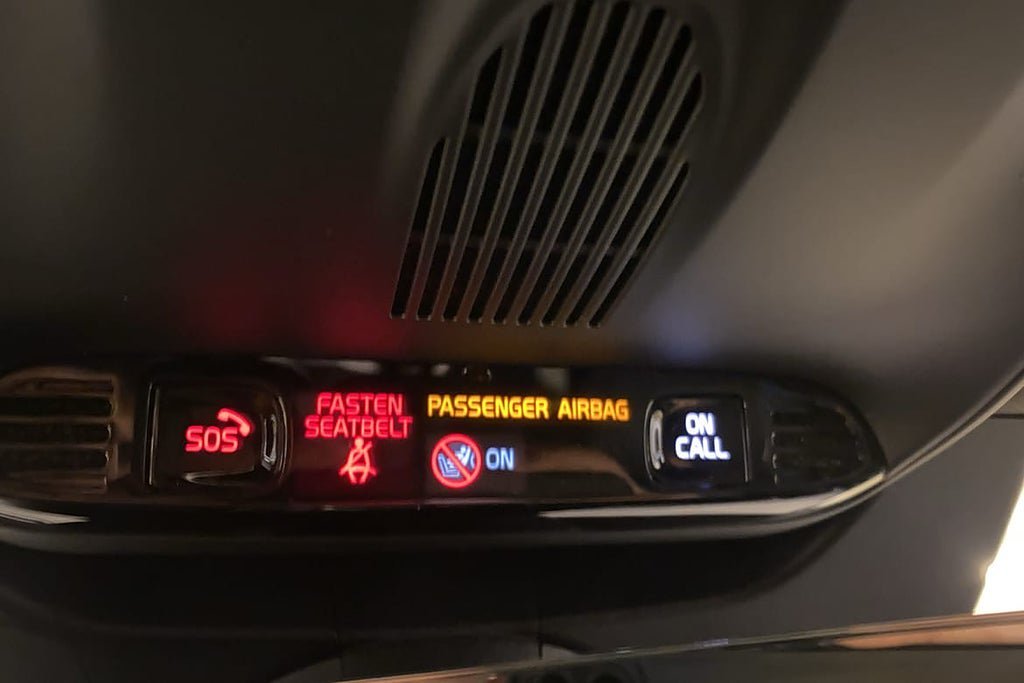 SOS
FASTEN
SEATBELT
PASSENGER AIRBAG
ON
ON
CALL